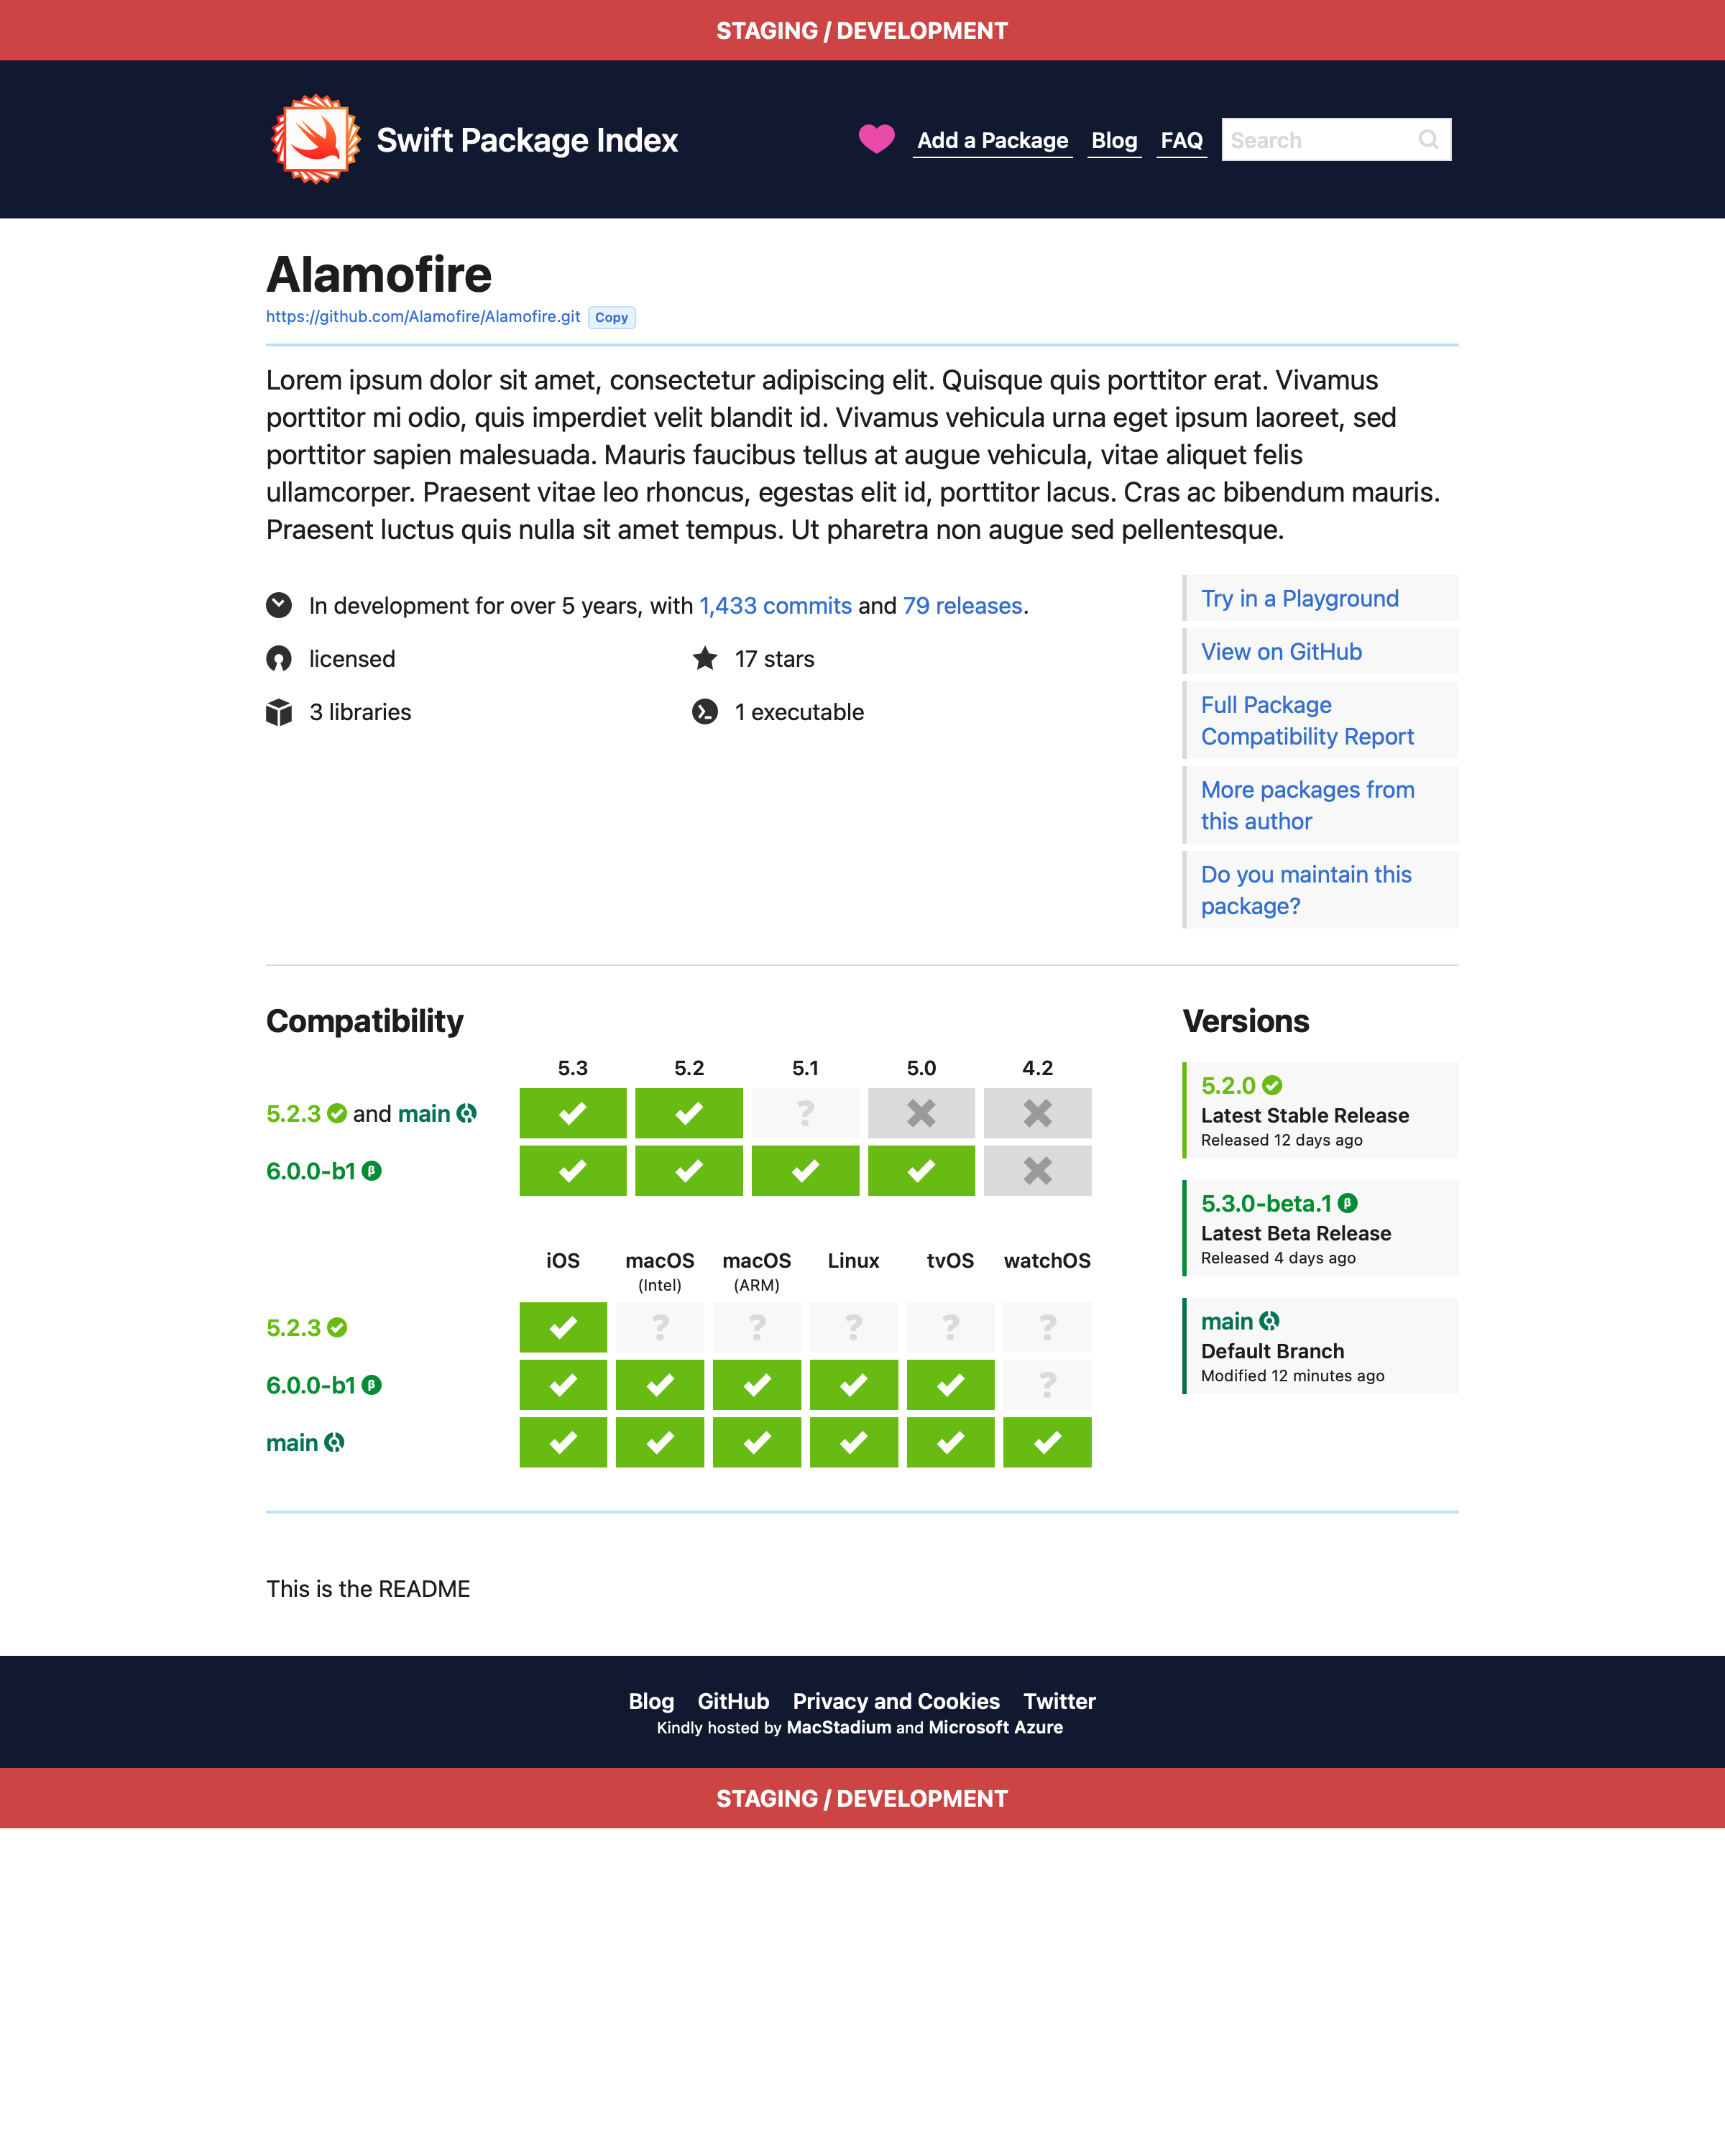 STAGING / DEVELOPMENT
Swift Package Index
Add a Package Blog FAQ Search
Alamofire
https://github.com/Alamofire/Alamofire.git Copy
Lorem ipsum dolor sit amet, consectetur adipiscing elit. Quisque quis porttitor erat. Vivamus
porttitor mi odio, quis imperdiet velit blandit id. Vivamus vehicula urna eget ipsum laoreet, sed
porttitor sapien malesuada. Mauris faucibus tellus at augue vehicula, vitae aliquet felis
ullamcorper. Praesent vitae leo rhoncus, egestas elit id, porttitor lacus. Cras ac bibendum mauris.
Praesent luctus quis nulla sit amet tempus. Ut pharetra non augue sed pellentesque.
In development for over 5 years, with 1,433 commits and 79 releases.
licensed
17 stars
3 libraries
1 executable
Try in a Playground
View on GitHub
Full Package
Compatibility Report
More packages from
this author
Do you maintain this
package?
Compatibility
5.3 5.2 5.1 5.0 4.2
5.2.3 and main ?
6.0.0-b1 β
iOS macOS macOS Linux tvOS watchOS
(Intel) (ARM)
5.2.3 ? ? ? ? ?
6.0.0-b1 β ?
main
Versions
5.2.0
Latest Stable Release
Released 12 days ago
5.3.0-beta.1 β
Latest Beta Release
Released 4 days ago
main
Default Branch
Modified 12 minutes ago
This is the README
Blog GitHub Privacy and Cookies Twitter
Kindly hosted by MacStadium and Microsoft Azure
STAGING / DEVELOPMENT